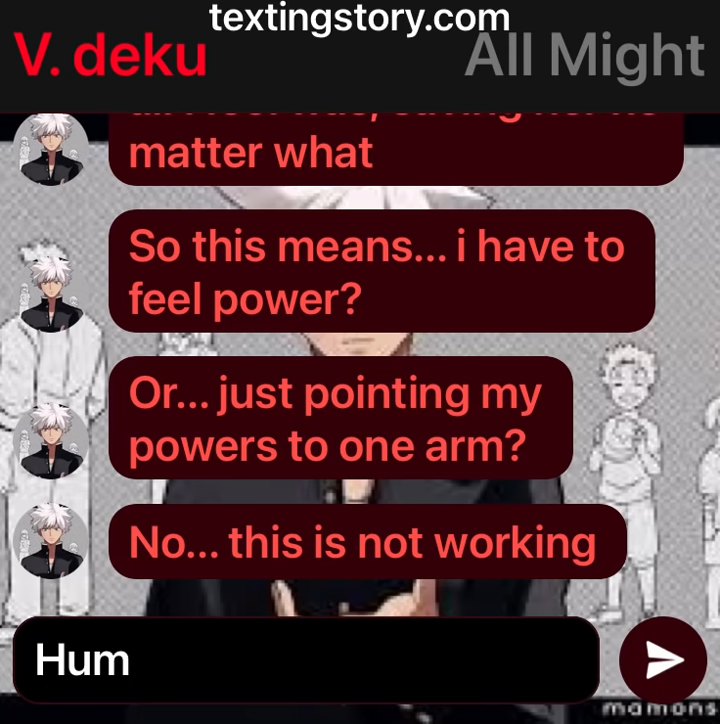 textingstory.com
V. deku
All Might
matter what
So this means... i have to
feel power?
Or... just pointing my
powers to one arm?
No... this is not working
Hum
mamons